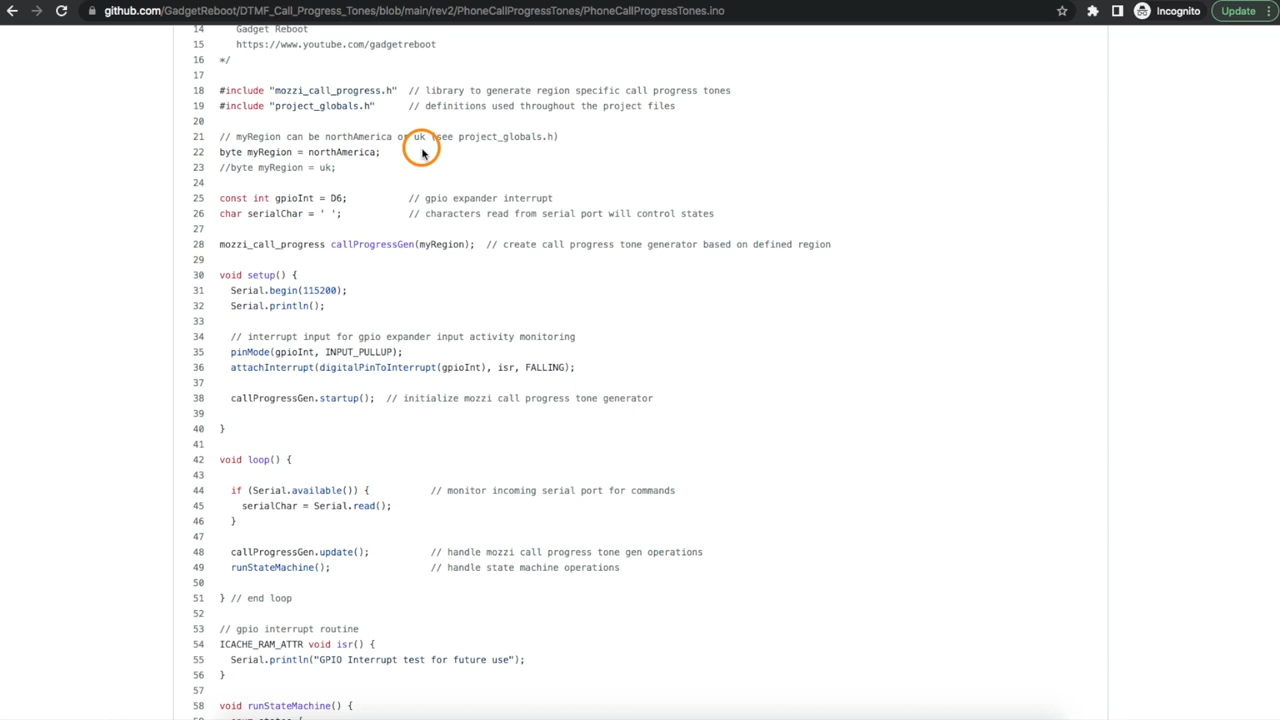 github.com/GadgetReboot/DTMF_Call_Progress_Tones/blob/main/rev2/PhoneCallProgressTones/PhoneCallProgressTones.ino
Incognito
Update
14 Gadget Reboot
15 https://www.youtube.com/gadgetreboot
16 */
17
18 #include "mozzi_call_progress.h" // library to generate region specific call progress tones
19 #include "project_globals.h" // definitions used throughout the project files
20
21 // myRegion can be northAmerica or uk (see project_globals.h)
22 byte myRegion = northAmerica;
23 //byte myRegion = uk;
24
25 const int gpioInt = D6; // gpio expander interrupt
26 char serialChar = ' '; // characters read from serial port will control states
27
28 mozzi_call_progress callProgressGen(myRegion); // create call progress tone generator based on defined region
29
30 void setup() {
31 Serial.begin(115200);
32 Serial.println();
33
34 // interrupt input for gpio expander input activity monitoring
35 pinMode(gpioInt, INPUT_PULLUP);
36 attachInterrupt(digitalPinToInterrupt(gpioInt), isr, FALLING);
37
38 callProgressGen.startup(); // initialize mozzi call progress tone generator
39
40 }
41
42 void loop() {
43
44 if (Serial.available()) { // monitor incoming serial port for commands
45 serialChar = Serial.read();
46 }
47
48 callProgressGen.update(); // handle mozzi call progress tone gen operations
49 runStateMachine(); // handle state machine operations
50
51 } // end loop
52
53 // gpio interrupt routine
54 ICACHE_RAM_ATTR void isr() {
55 Serial.println("GPIO Interrupt test for future use");
56 }
57
58 void runStateMachine() {